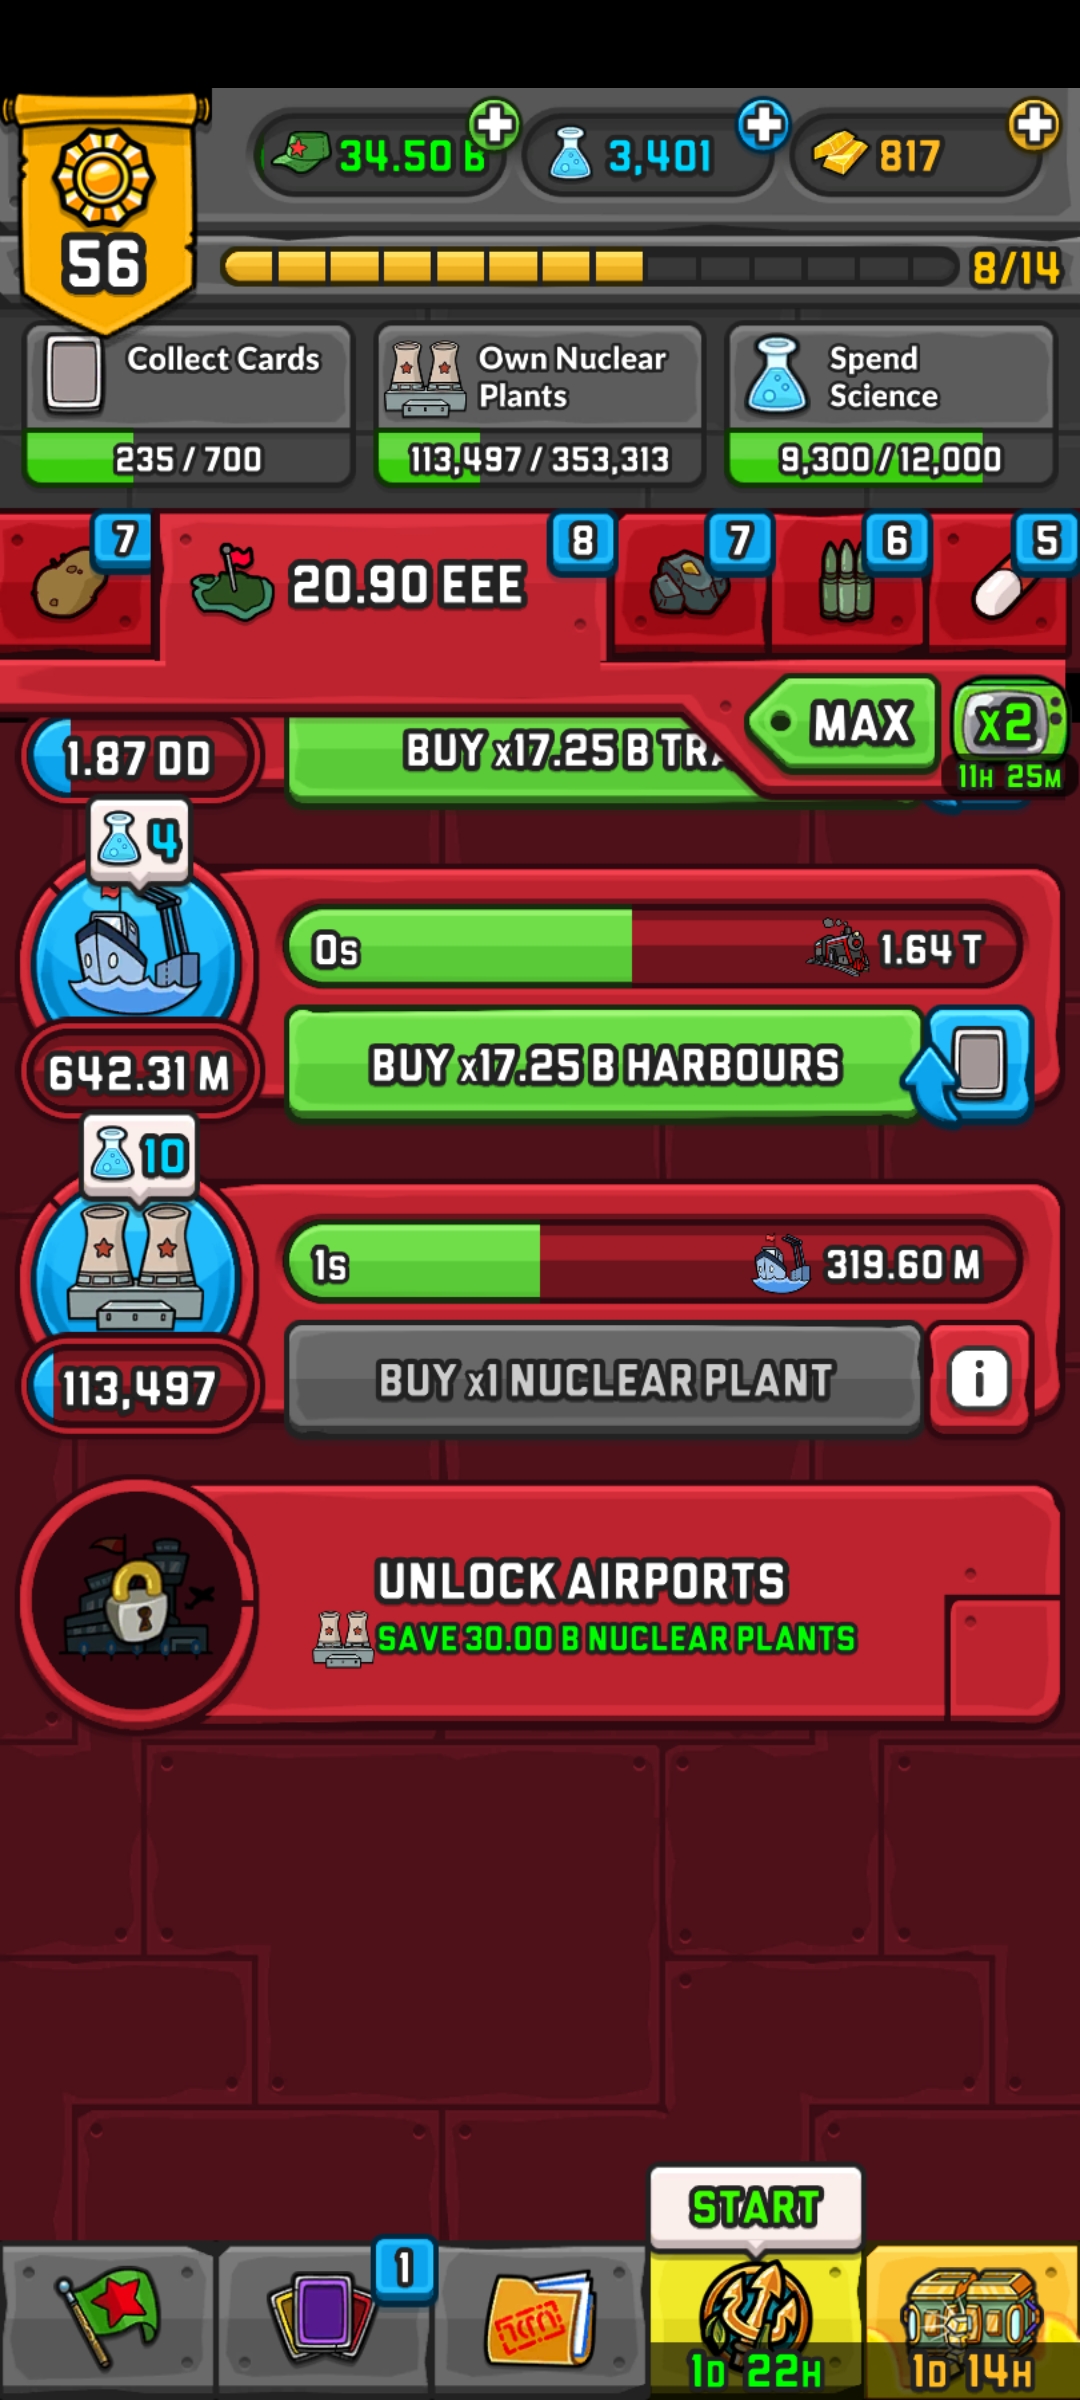 56
34.50 B
3,401
817
8/14
Collect Cards
235 / 700
Own Nuclear
Plants
113,497 / 353,313
Spend
Science
9,300 / 12,000
7
20.90 EEE
8
7
6
5
MAX
x2
11H 25M
1.87 DD
BUY x17.25 B
4
0s
1.64 T
642.31 M
BUY x17.25 B HARBOURS
10
1s
319.60 M
113,497
BUY x1 NUCLEAR PLANT
i
UNLOCK AIRPORTS
SAVE 30.00 B NUCLEAR PLANTS
START
1
1D 22H
1D 14H